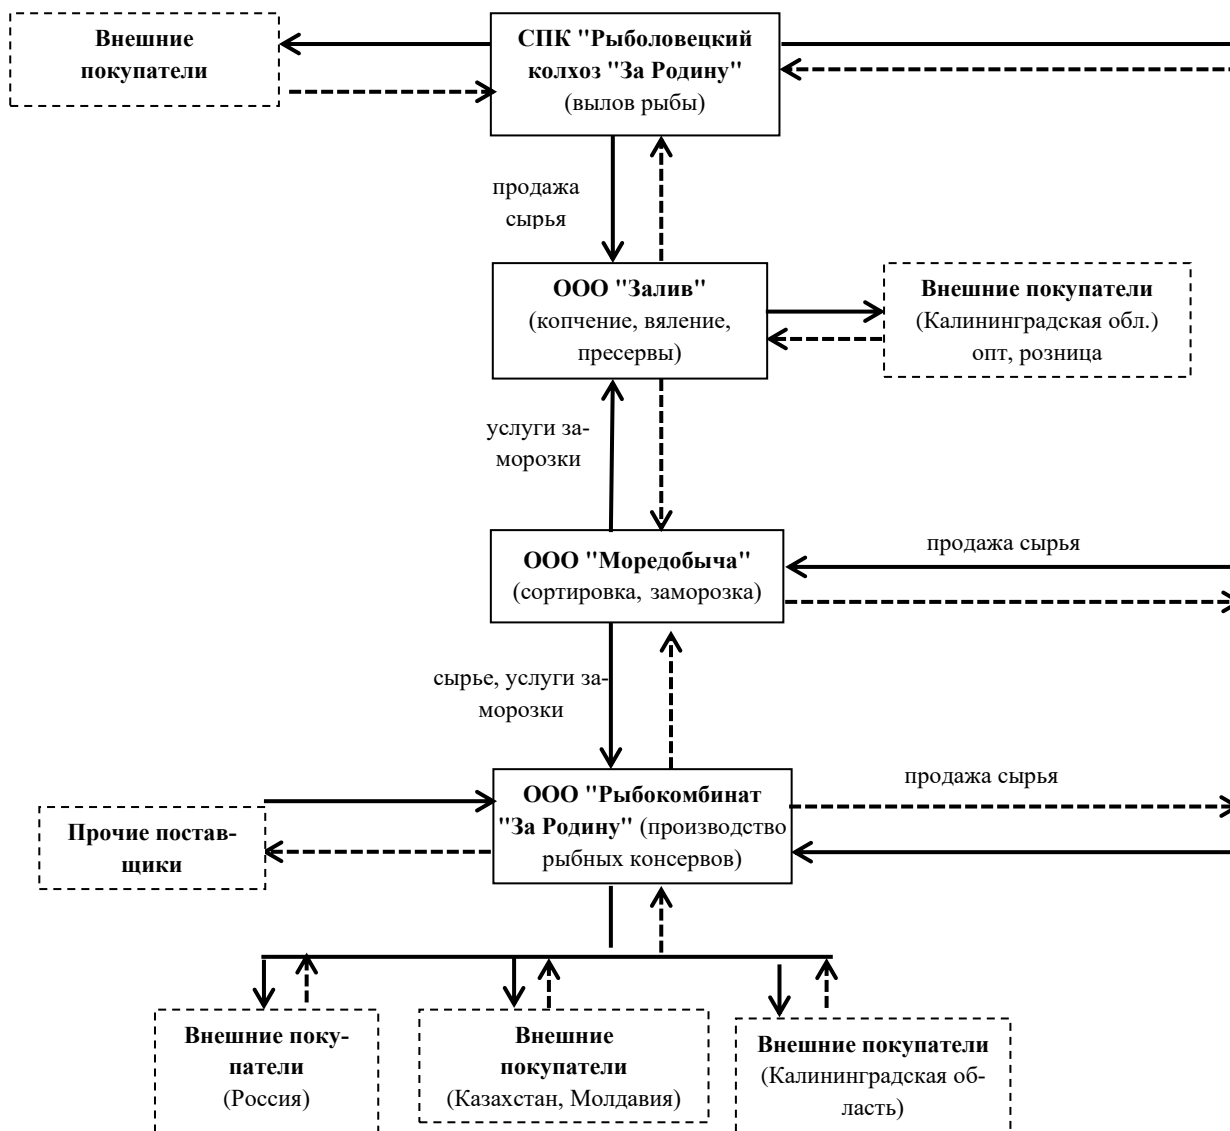 Внешние
покупатели
СПК "Рыболовецкий
колхоз "За Родину"
(вылов рыбы)
продажа
сырья
ООО "Залив"
(копчение, вяление,
пресервы)
Внешние покупатели
(Калининградская обл.)
опт, розница
услуги за-
морозки
ООО "Моредобыча"
(сортировка, заморозка)
продажа сырья
сырье, услуги за-
морозки
ООО "Рыбокомбинат
"За Родину" (производство
рыбных консервов)
продажа сырья
Прочие постав-
щики
Внешние поку-
патели
(Россия)
Внешние
покупатели
(Казахстан, Молдавия)
Внешние покупатели
(Калининградская об-
ласть)